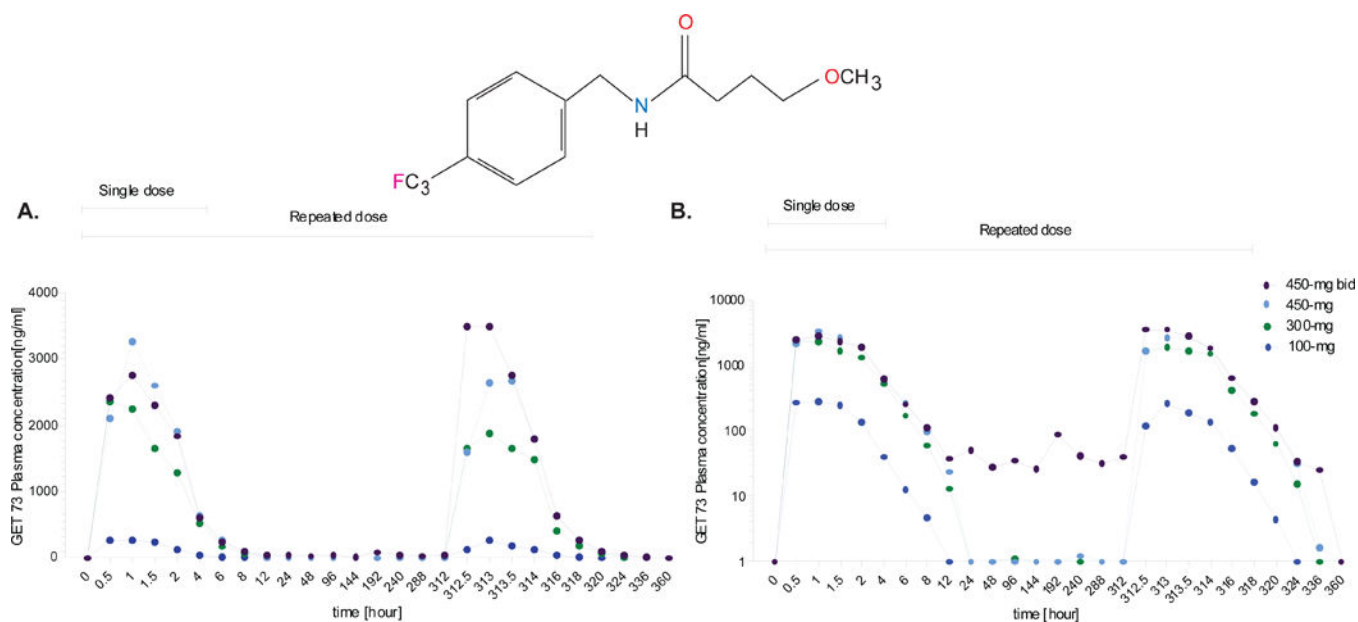 O
OCH3
N
H
FC3
Single dose
A.
Repeated dose
4000
3000
2000
1000
0
GET 73 Plasma concentration[ng/ml]
0 0.5 1 1.5 2 4 6 8 12 24 48 96 144 192 240 288 312 312.5 313 313.5 314 316 318 320 324 336 360
time [hour]
B.
Single dose
Repeated dose
450-mg bid
450-mg
300-mg
100-mg
10000
1000
100
10
1
GET 73 Plasma concentration[ng/ml]
0 0.5 1 1.5 2 4 6 8 12 24 48 96 144 192 240 288 312 312.5 313 313.5 314 316 318 320 324 336 360
time [hour]